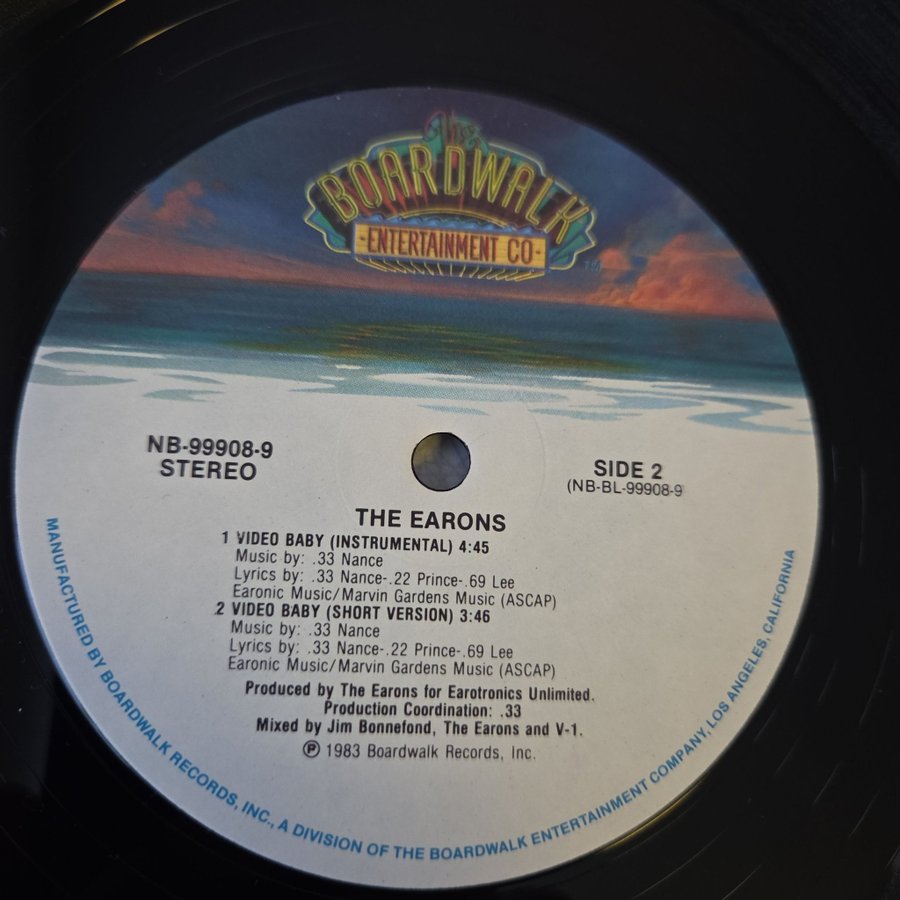 The
BOARDWALK
-ENTERTAINMENT CO-
TM
NB-99908-9
STEREO
SIDE 2
(NB-BL-99908-9
THE EARONS
1 VIDEO BABY (INSTRUMENTAL) 4:45
Music by: .33 Nance
Lyrics by: .33 Nance-.22 Prince-.69 Lee
Earonic Music/Marvin Gardens Music (ASCAP)
2 VIDEO BABY (SHORT VERSION) 3:46
Music by: .33 Nance
Lyrics by: .33 Nance-.22 Prince-.69 Lee
Earonic Music/Marvin Gardens Music (ASCAP)
Produced by The Earons for Earotronics Unlimited.
Production Coordination: .33
Mixed by Jim Bonnefond, The Earons and V-1.
Ⓟ 1983 Boardwalk Records, Inc.
MANUFACTURED BY BOARDWALK RECORDS, INC., A DIVISION OF THE BOARDWALK ENTERTAINMENT COMPANY, LOS ANGELES, CALIFORNIA